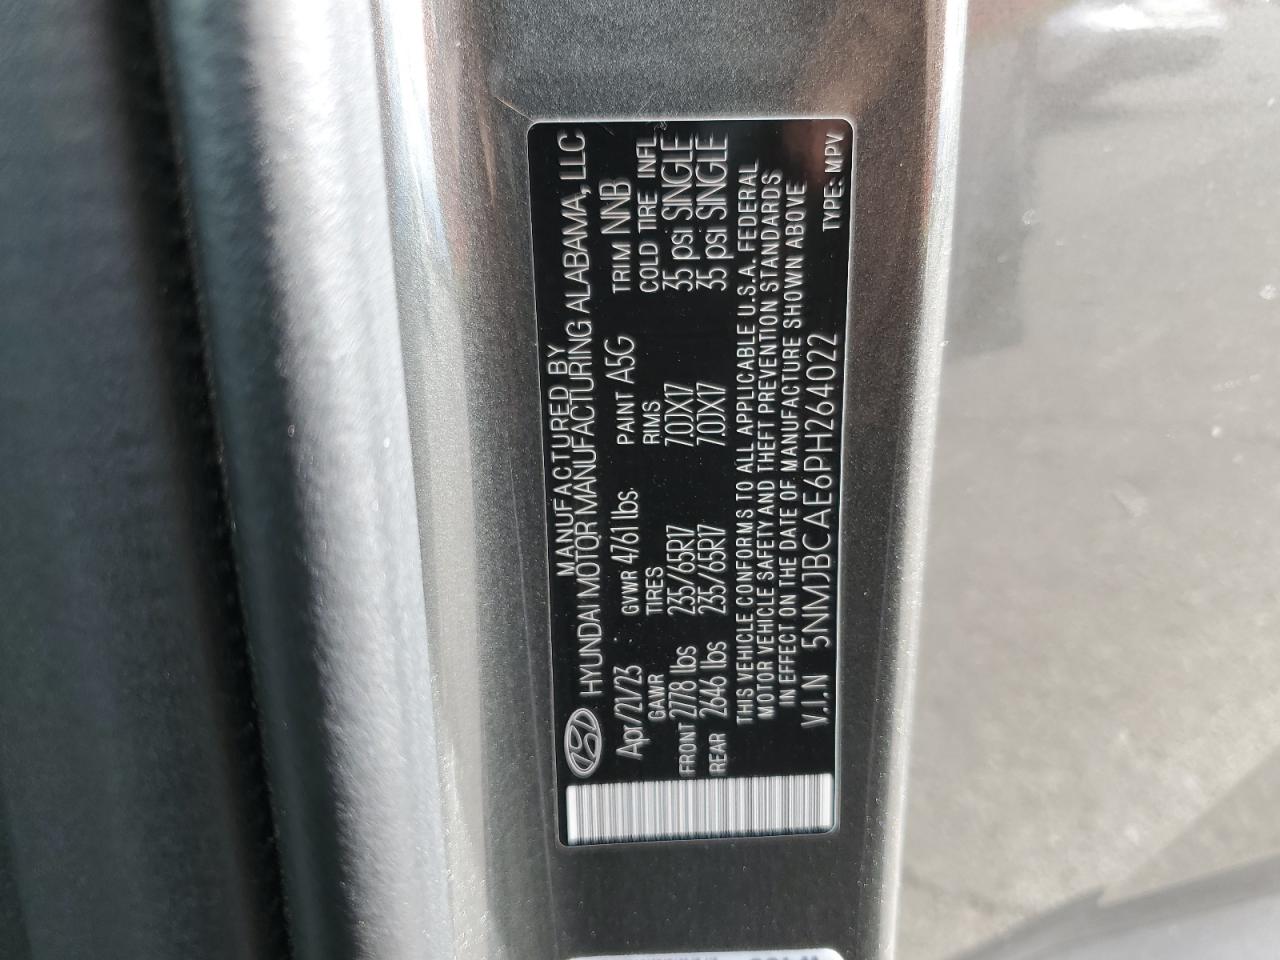 MANUFACTURED BY
HYUNDAI MOTOR MANUFACTURING ALABAMA, LLC
Apr/21/23 GVWR 4761 lbs. PAINT A5G TRIM NNB
GAWR TIRES RIMS COLD TIRE INFL
FRONT 2778 lbs 235/65R17 7.0JX17 35 psi SINGLE
REAR 2646 lbs 235/65R17 7.0JX17 35 psi SINGLE
THIS VEHICLE CONFORMS TO ALL APPLICABLE U.S.A. FEDERAL
MOTOR VEHICLE SAFETY AND THEFT PREVENTION STANDARDS
IN EFFECT ON THE DATE OF MANUFACTURE SHOWN ABOVE
V.I.N 5NMJBCAE6PH264022 TYPE: MPV